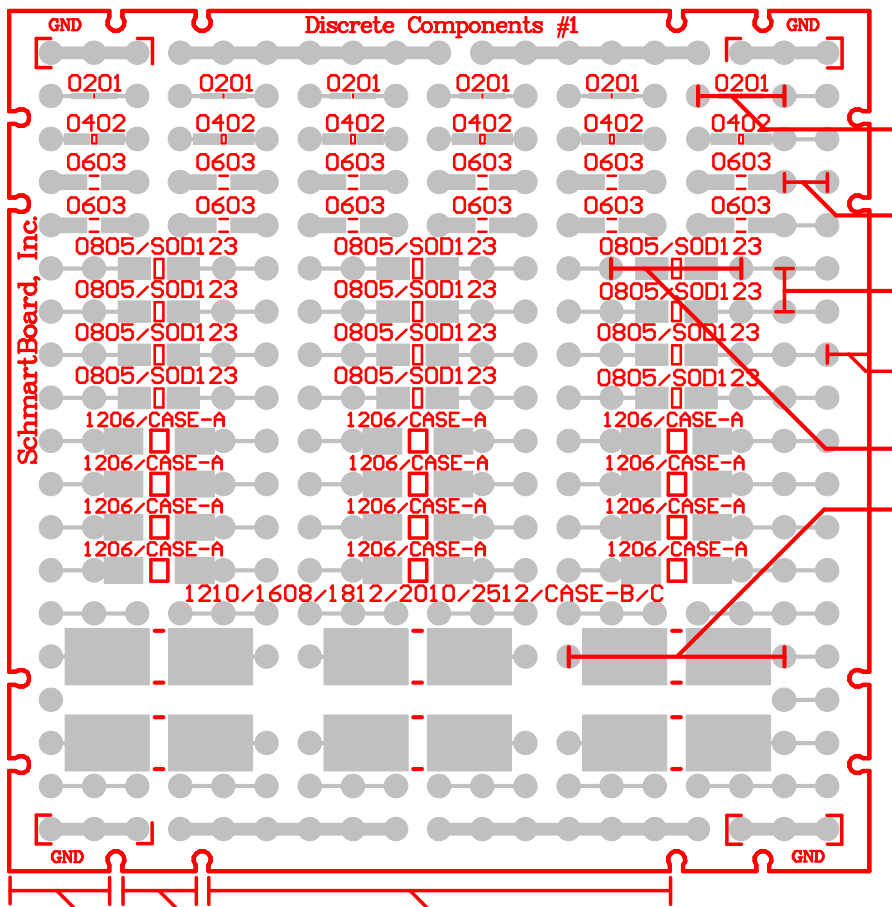 GND Discrete Components #1 GND
0201 0201 0201 0201 0201 0201
0402 0402 0402 0402 0402 0402
0603 0603 0603 0603 0603 0603
0603 0603 0603 0603 0603 0603
0805/SOD123 0805/SOD123 0805/SOD123
0805/SOD123 0805/SOD123 0805/SOD123
0805/SOD123 0805/SOD123 0805/SOD123
0805/SOD123 0805/SOD123 0805/SOD123
SchmartBoard, Inc.
1206/CASE-A 1206/CASE-A 1206/CASE-A
1206/CASE-A 1206/CASE-A 1206/CASE-A
1206/CASE-A 1206/CASE-A 1206/CASE-A
1206/CASE-A 1206/CASE-A 1206/CASE-A
1210/1608/1812/2010/2512/CASE-B/C
GND GND